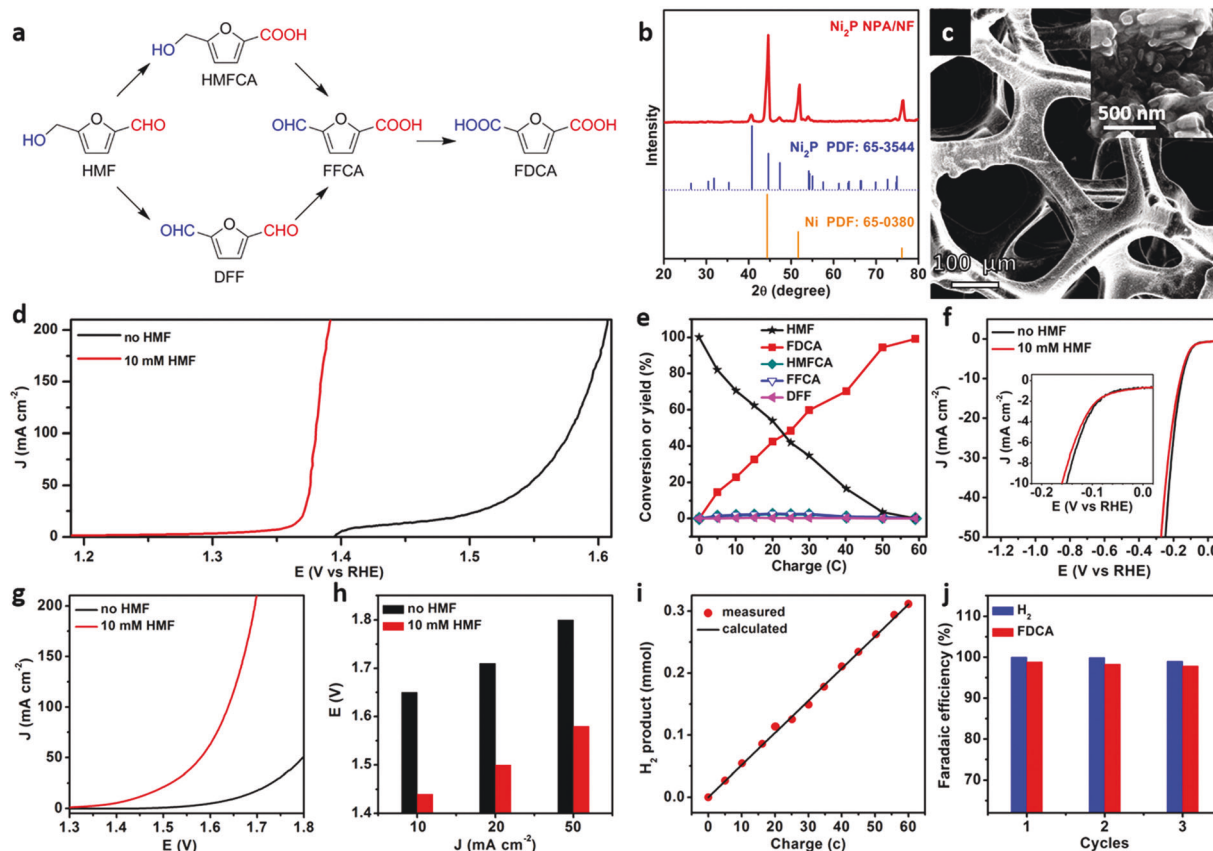 a
HO
COOH
O
HMFCA
HO
O
CHO
HMF
OHC
O
COOH
FFCA
HOOC
O
COOH
FDCA
OHC
O
CHO
DFF
b
Ni2P NPA/NF
Ni2P PDF: 65-3544
Ni PDF: 65-0380
Intensity
20 30 40 50 60 70 80
2θ (degree)
c
500 nm
100 μm
d
no HMF
10 mM HMF
200
150
100
50
0
J (mA cm-2)
1.2 1.3 1.4 1.5 1.6
E (V vs RHE)
e
HMF
FDCA
HMFCA
FFCA
DFF
100
80
60
40
20
0
Conversion or yield (%)
0 10 20 30 40 50 60
Charge (C)
f
no HMF
10 mM HMF
0
-10
-20
-30
-40
-50
J (mA cm-2)
-1.2 -1.0 -0.8 -0.6 -0.4 -0.2 0.0
E (V vs RHE)
0
-2
-4
-6
-8
-10
J (mA cm-2)
-0.2 -0.1 0.0
E (V vs RHE)
g
no HMF
10 mM HMF
200
150
100
50
0
J (mA cm-2)
1.3 1.4 1.5 1.6 1.7 1.8
E (V)
h
no HMF
10 mM HMF
1.8
1.7
1.6
1.5
1.4
E (V)
10 20 50
J (mA cm-2)
i
measured
calculated
0.3
0.2
0.1
0.0
H2 product (mmol)
0 10 20 30 40 50 60
Charge (c)
j
H2
FDCA
110
100
90
80
70
Faradaic efficiency (%)
1 2 3
Cycles